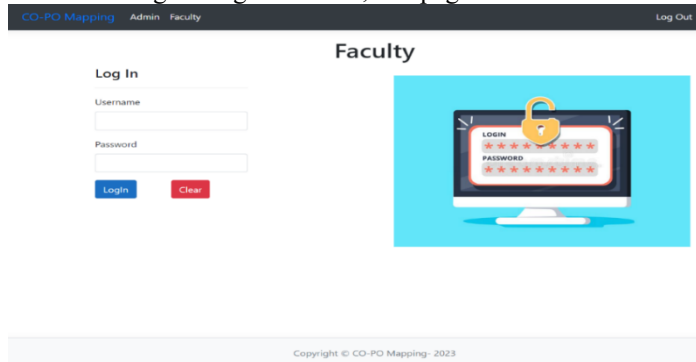 CO-PO Mapping Admin Faculty Log Out
Faculty
Log In
Username
Password
LogIn Clear
LOGIN
*********
PASSWORD
*********
Copyright © CO-PO Mapping- 2023